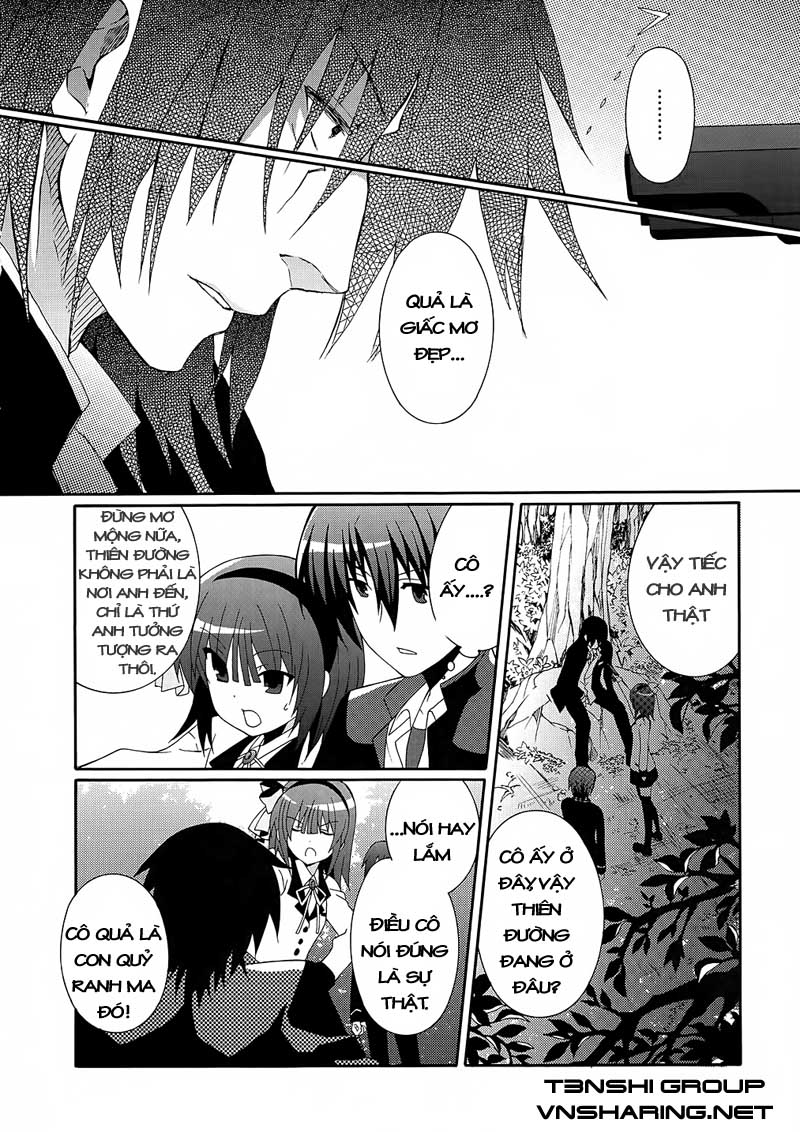 .........
QUẢ LÀ
GIẤC MƠ
ĐẸP...
VẬY TIẾC
CHO ANH
THẬT
CÔ
ẤY....?
ĐỪNG MƠ
MỘNG NỮA,
THIÊN ĐƯỜNG
KHÔNG PHẢI LÀ
NƠI ANH ĐẾN,
CHỈ LÀ THỨ
ANH TƯỞNG
TƯỢNG RA
THÔI.
CÔ ẤY Ở
ĐÂY, VẬY
THIÊN
ĐƯỜNG
ĐANG Ở
ĐÂU?
...NÓI HAY
LẮM
ĐIỀU CÔ
NÓI ĐÚNG
LÀ SỰ
THẬT.
CÔ QUẢ LÀ
CON QUỶ
RANH MA
ĐÓ!
T3NSHI GROUP
VNSHARING.NET